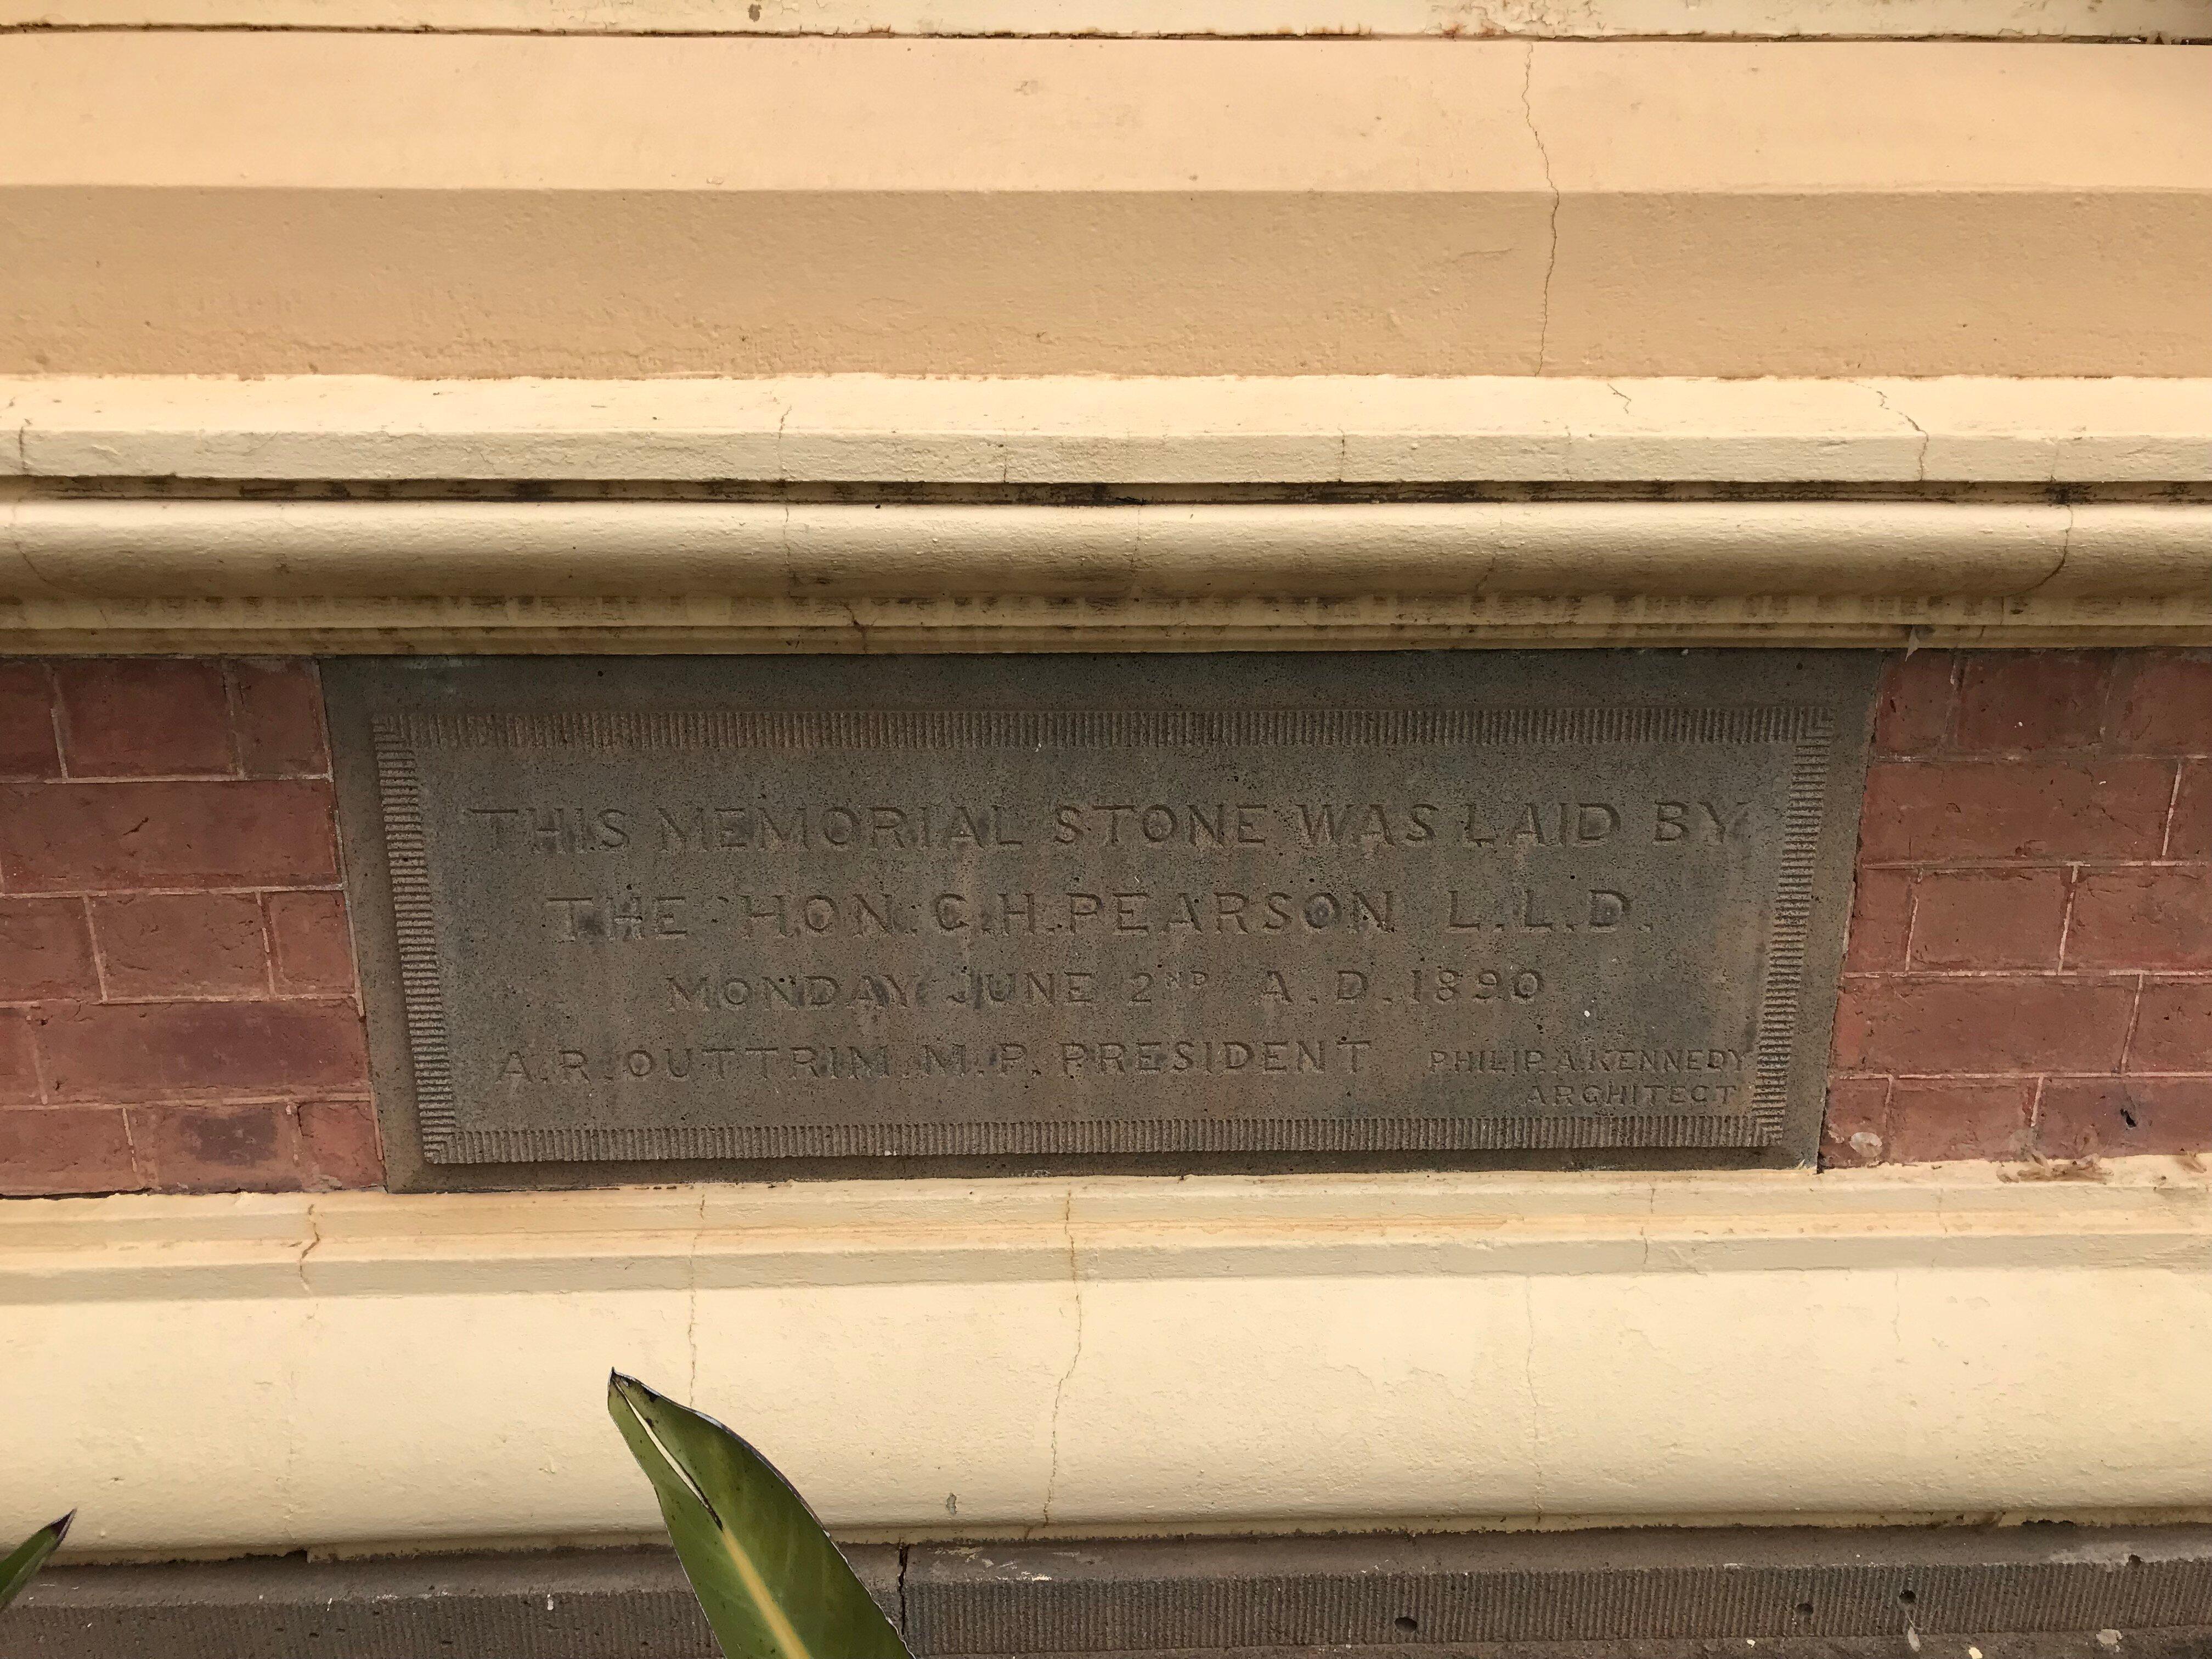 THIS MEMORIAL STONE WAS LAID BY
THE HON. C.H. PEARSON L.L.D.
MONDAY JUNE 2ND A.D. 1890
A.R. OUTTRIM. M.P. PRESIDENT
PHILIP. A. KENNEDY
ARCHITECT